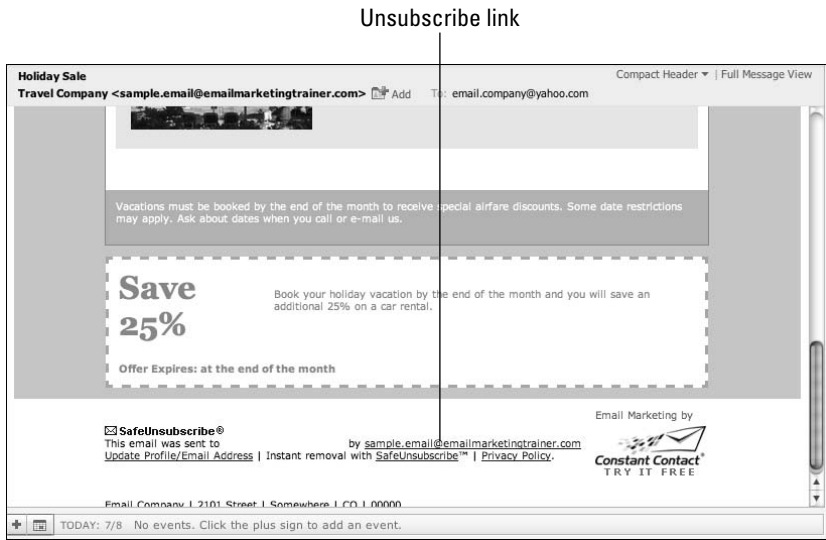 Unsubscribe link
Holiday Sale
Compact Header ▾ | Full Message View
Travel Company <sample.email@emailmarketingtrainer.com> Add To: email.company@yahoo.com
Vacations must be booked by the end of the month to receive special airfare discounts. Some date restrictions
may apply. Ask about dates when you call or e-mail us.
Save
25%
Book your holiday vacation by the end of the month and you will save an
additional 25% on a car rental.
Offer Expires: at the end of the month
Email Marketing by
SafeUnsubscribe®
This email was sent to by sample.email@emailmarketingtrainer.com
Update Profile/Email Address | Instant removal with SafeUnsubscribe™ | Privacy Policy.
Constant Contact®
TRY IT FREE
Email Company | 2101 Street | Somewhere | CO | 00000
TODAY: 7/8 No events. Click the plus sign to add an event.